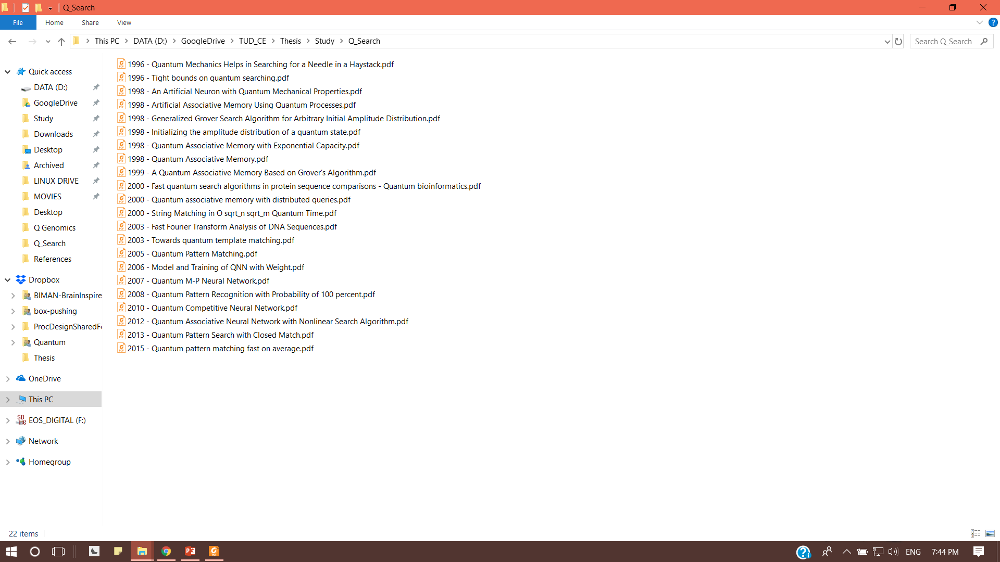 Q_Search
File Home Share View
This PC DATA (D:) GoogleDrive TUD_CE Thesis Study Q_Search
Search Q_Search
Quick access
DATA (D:)
GoogleDrive
Study
Downloads
Desktop
Archived
LINUX DRIVE
MOVIES
Desktop
Q Genomics
Q_Search
References
Dropbox
BIMAN-BrainInspire
box-pushing
ProcDesignSharedF
Quantum
Thesis
OneDrive
This PC
EOS_DIGITAL (F:)
Network
Homegroup
1996 - Quantum Mechanics Helps in Searching for a Needle in a Haystack.pdf
1996 - Tight bounds on quantum searching.pdf
1998 - An Artificial Neuron with Quantum Mechanical Properties.pdf
1998 - Artificial Associative Memory Using Quantum Processes.pdf
1998 - Generalized Grover Search Algorithm for Arbitrary Initial Amplitude Distribution.pdf
1998 - Initializing the amplitude distribution of a quantum state.pdf
1998 - Quantum Associative Memory with Exponential Capacity.pdf
1998 - Quantum Associative Memory.pdf
1999 - A Quantum Associative Memory Based on Grover's Algorithm.pdf
2000 - Fast quantum search algorithms in protein sequence comparisons - Quantum bioinformatics.pdf
2000 - Quantum associative memory with distributed queries.pdf
2000 - String Matching in O sqrt_n sqrt_m Quantum Time.pdf
2003 - Fast Fourier Transform Analysis of DNA Sequences.pdf
2003 - Towards quantum template matching.pdf
2005 - Quantum Pattern Matching.pdf
2006 - Model and Training of QNN with Weight.pdf
2007 - Quantum M-P Neural Network.pdf
2008 - Quantum Pattern Recognition with Probability of 100 percent.pdf
2010 - Quantum Competitive Neural Network.pdf
2012 - Quantum Associative Neural Network with Nonlinear Search Algorithm.pdf
2013 - Quantum Pattern Search with Closed Match.pdf
2015 - Quantum pattern matching fast on average.pdf
22 items
ENG 7:44 PM